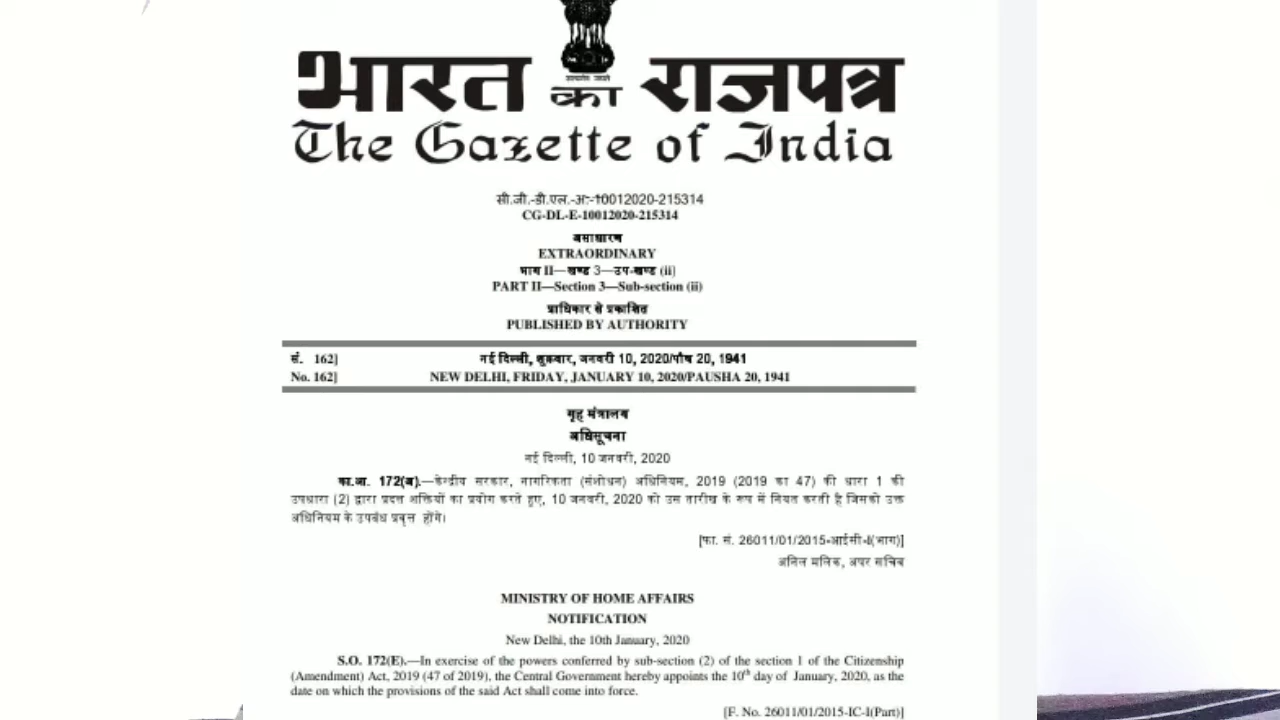 भारत का राजपत्र
The Gazette of India
सी.जी.-डी.एल.-अ.-10012020-215314
CG-DL-E-10012020-215314
असाधारण
EXTRAORDINARY
भाग II—खण्ड 3—उप-खण्ड (ii)
PART II—Section 3—Sub-section (ii)
प्राधिकार से प्रकाशित
PUBLISHED BY AUTHORITY
सं. 162] नई दिल्ली, शुक्रवार, जनवरी 10, 2020/पौष 20, 1941
No. 162] NEW DELHI, FRIDAY, JANUARY 10, 2020/PAUSHA 20, 1941
गृह मंत्रालय
अधिसूचना
नई दिल्ली, 10 जनवरी, 2020
का.आ. 172(अ).—केन्द्रीय सरकार, नागरिकता (संशोधन) अधिनियम, 2019 (2019 का 47) की धारा 1 की
उपधारा (2) द्वारा प्रदत्त शक्तियों का प्रयोग करते हुए, 10 जनवरी, 2020 को उस तारीख के रूप में नियत करती है जिसको उक्त
अधिनियम के उपबंध प्रवृत्त होंगे।
[फा. सं. 26011/01/2015-आईसी-I(भाग)]
अनिल मलिक, अपर सचिव
MINISTRY OF HOME AFFAIRS
NOTIFICATION
New Delhi, the 10th January, 2020
S.O. 172(E).—In exercise of the powers conferred by sub-section (2) of the section 1 of the Citizenship
(Amendment) Act, 2019 (47 of 2019), the Central Government hereby appoints the 10th day of January, 2020, as the
date on which the provisions of the said Act shall come into force.
[F. No. 26011/01/2015-IC-I(Part)]